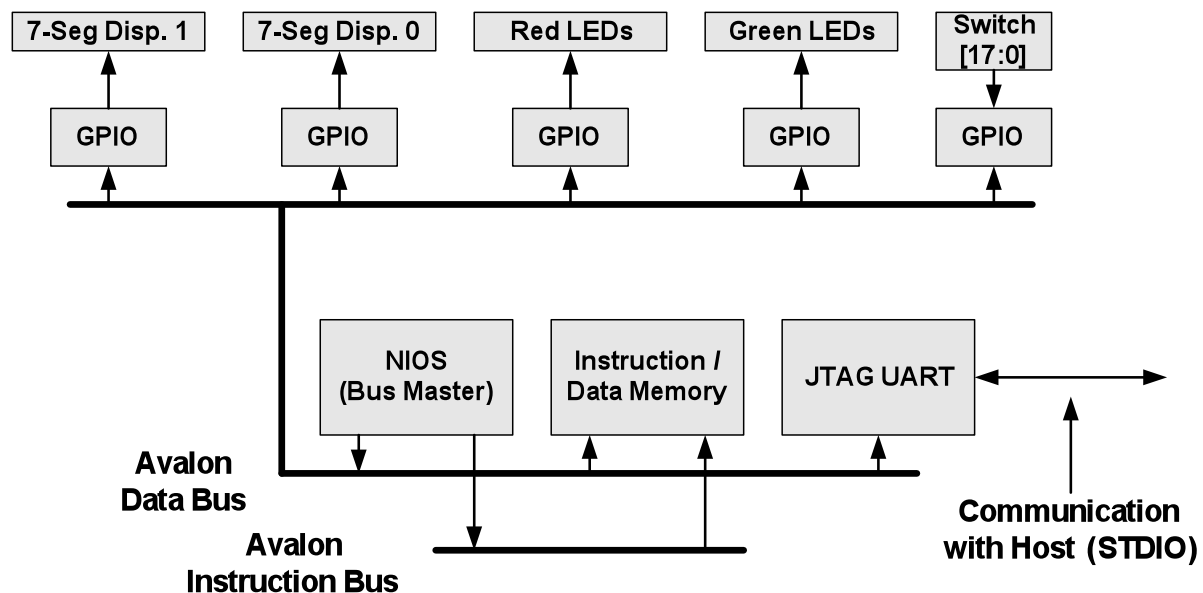 7-Seg Disp. 1
7-Seg Disp. 0
Red LEDs
Green LEDs
Switch
[17:0]
GPIO
GPIO
GPIO
GPIO
GPIO
NIOS
(Bus Master)
Instruction /
Data Memory
JTAG UART
Avalon
Data Bus
Avalon
Instruction Bus
Communication
with Host (STDIO)